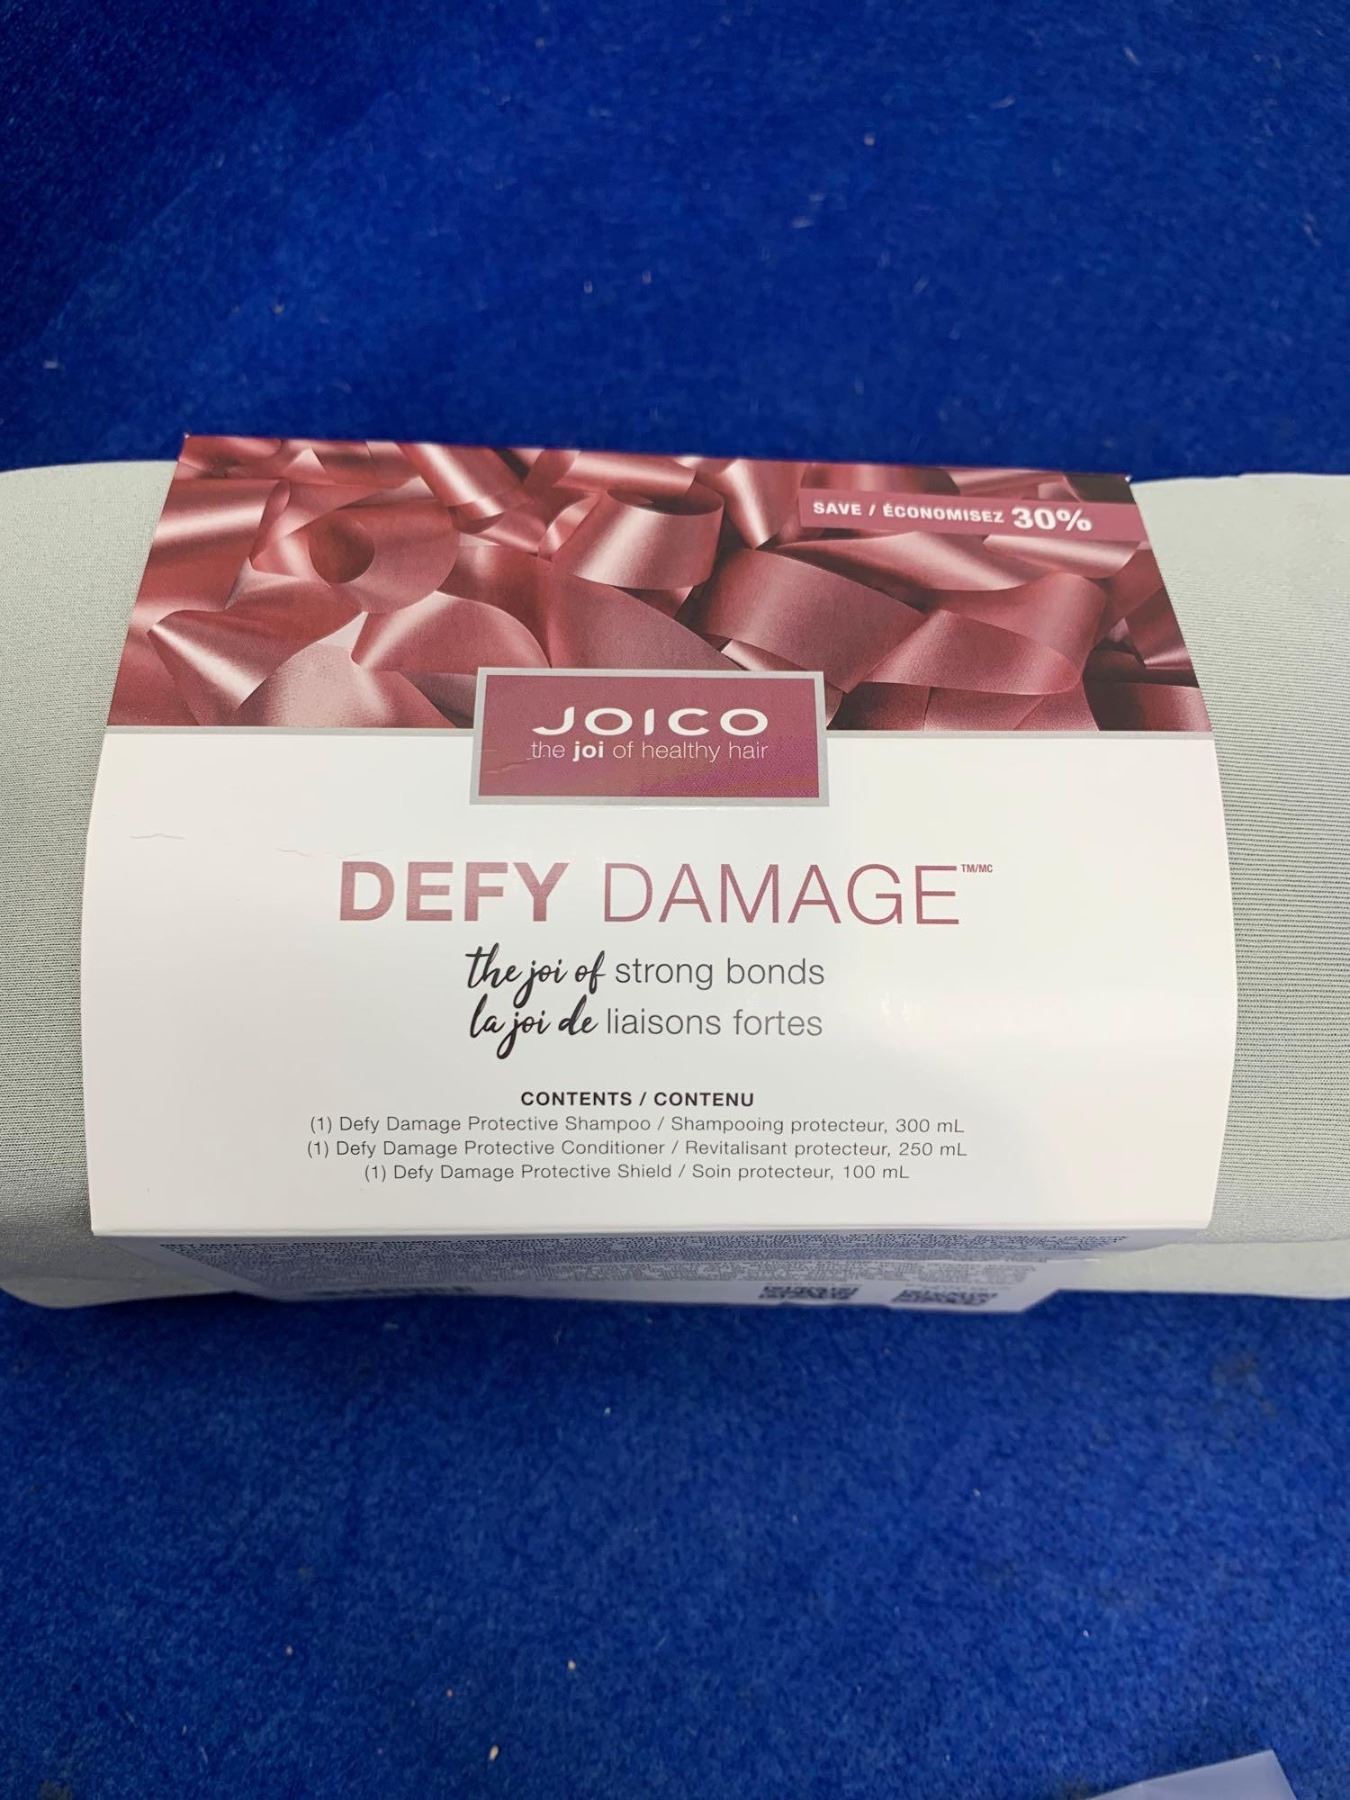 SAVE / ÉCONOMISEZ 30%
JOICO
the joi of healthy hair
DEFY DAMAGE™/MC
the joi of strong bonds
la joi de liaisons fortes
CONTENTS / CONTENU
(1) Defy Damage Protective Shampoo / Shampooing protecteur, 300 mL
(1) Defy Damage Protective Conditioner / Revitalisant protecteur, 250 mL
(1) Defy Damage Protective Shield / Soin protecteur, 100 mL